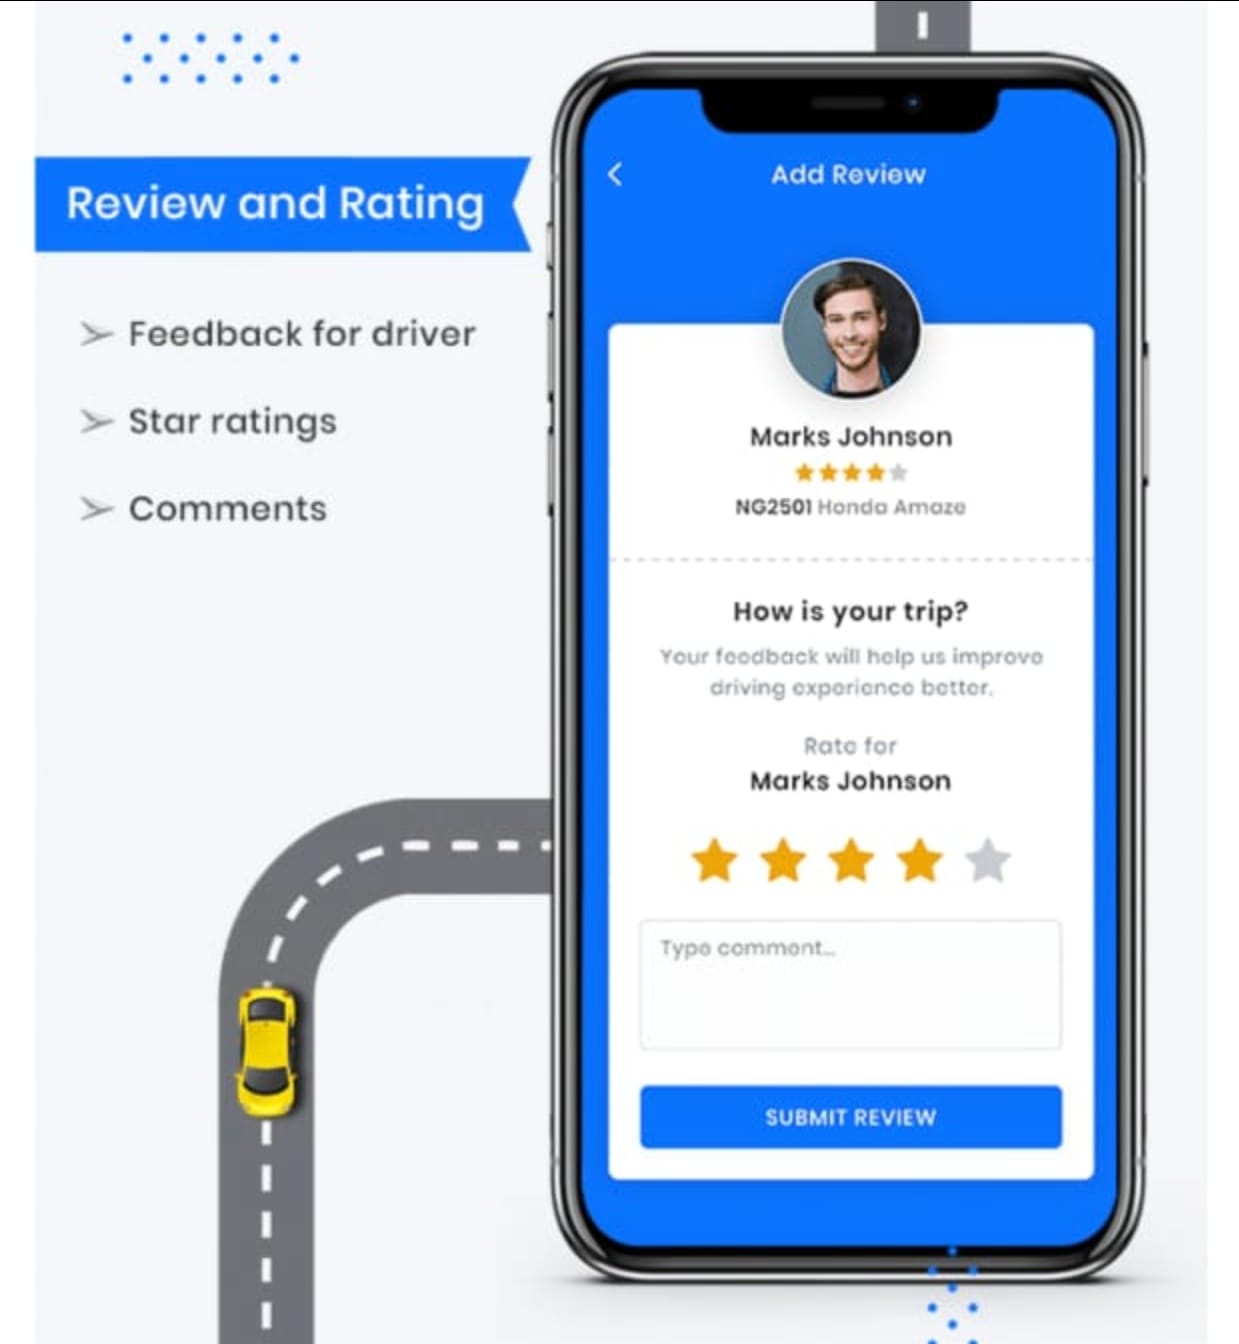 Review and Rating
Feedback for driver
Star ratings
Comments
Add Review
Marks Johnson
NG2501 Honda Amaze
How is your trip?
Your feedback will help us improve
driving experience better.
Rate for
Marks Johnson
Type comment...
SUBMIT REVIEW